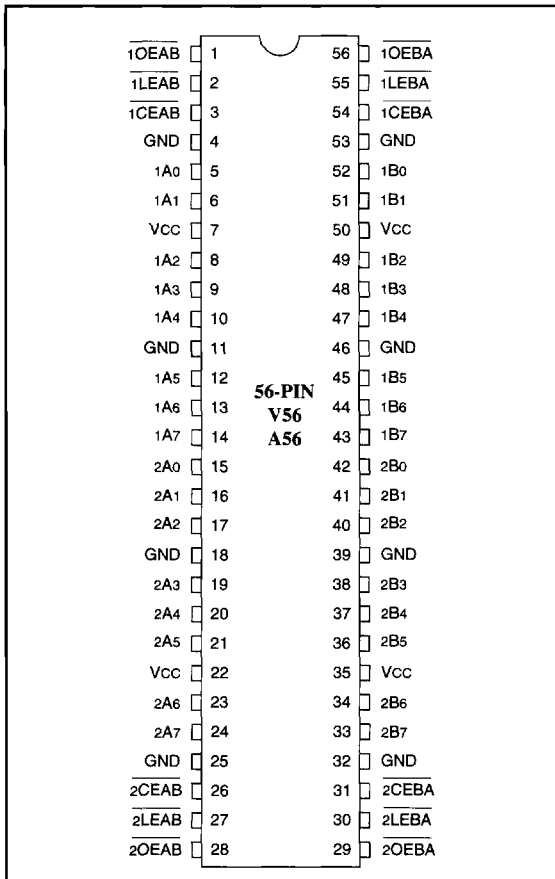 1OEAB 1 56 1OEBA
1LEAB 2 55 1LEBA
1CEAB 3 54 1CEBA
GND 4 53 GND
1A0 5 52 1B0
1A1 6 51 1B1
VCC 7 50 VCC
1A2 8 49 1B2
1A3 9 48 1B3
1A4 10 47 1B4
GND 11 46 GND
1A5 12 45 1B5
1A6 13 44 1B6
1A7 14 43 1B7
56-PIN
V56
A56
2A0 15 42 2B0
2A1 16 41 2B1
2A2 17 40 2B2
GND 18 39 GND
2A3 19 38 2B3
2A4 20 37 2B4
2A5 21 36 2B5
VCC 22 35 VCC
2A6 23 34 2B6
2A7 24 33 2B7
GND 25 32 GND
2CEAB 26 31 2CEBA
2LEAB 27 30 2LEBA
2OEAB 28 29 2OEBA